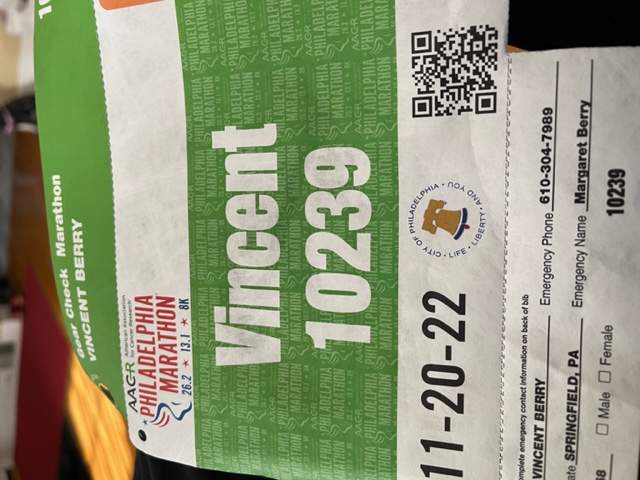 Gear Check Marathon
10
VINCENT BERRY
AACR American Association
for Cancer Research
PHILADELPHIA
MARATHON
26.2 ★ 13.1 ★ 8K
Vincent
10239
11-20-22
CITY OF PHILADELPHIA
LIFE · LIBERTY · AND YOU
omplete emergency contact information on back of bib
VINCENT BERRY
Emergency Phone 610-304-7989
ate SPRINGFIELD, PA
Emergency Name Margaret Berry
68 ☐ Male ☐ Female
10239